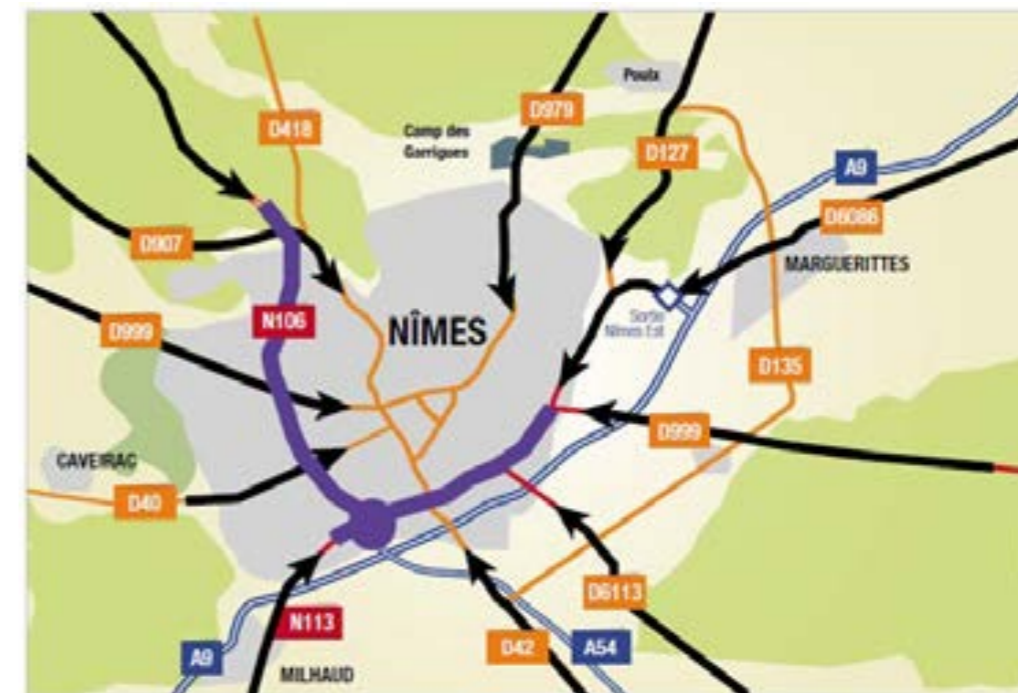 Poulx
D979
D418
Camp des
Garrigues
D127
A9
D6086
D907
MARGUERITTES
N106
Sortie
Nîmes Est
D999
NÎMES
D135
D999
CAVEIRAC
D40
D6113
N113
D42
A54
A9
MILHAUD